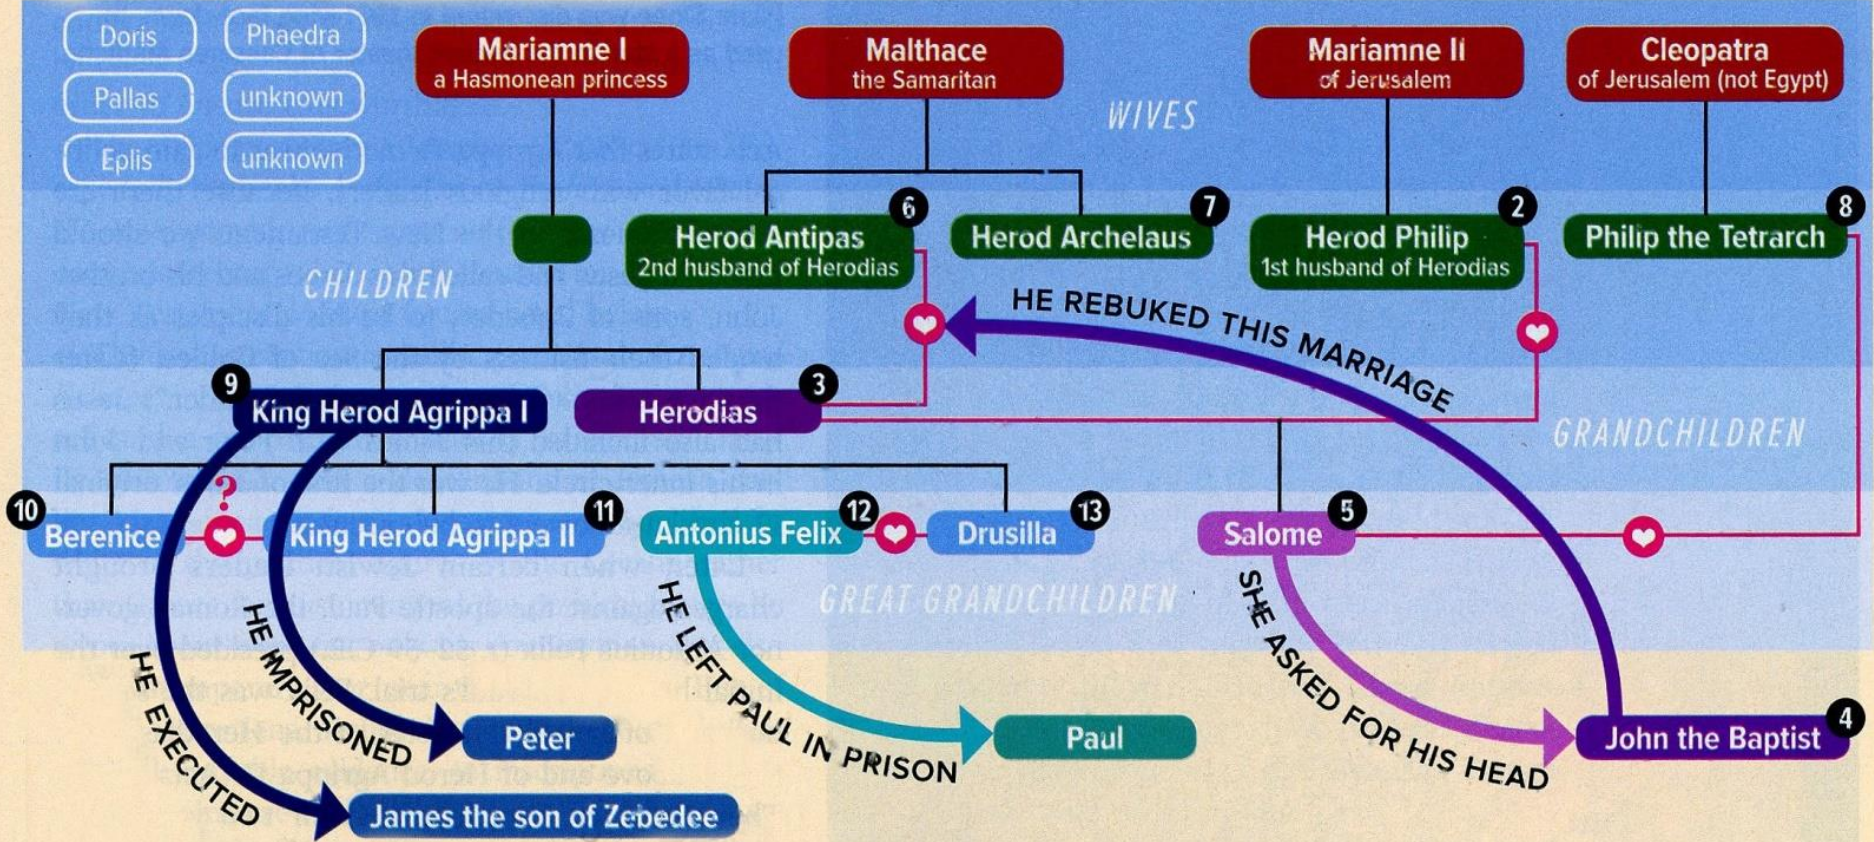 Doris
Phaedra
Pallas
unknown
Eplis
unknown
Mariamne I
a Hasmonean princess
Malthace
the Samaritan
Mariamne II
of Jerusalem
Cleopatra
of Jerusalem (not Egypt)
WIVES
6
Herod Antipas
2nd husband of Herodias
7
Herod Archelaus
2
Herod Philip
1st husband of Herodias
8
Philip the Tetrarch
CHILDREN
HE REBUKED THIS MARRIAGE
9
King Herod Agrippa I
3
Herodias
GRANDCHILDREN
10
Berenice
?
11
King Herod Agrippa II
12
Antonius Felix
13
Drusilla
5
Salome
GREAT GRANDCHILDREN
HE EXECUTED
HE IMPRISONED
HE LEFT PAUL IN PRISON
SHE ASKED FOR HIS HEAD
Peter
Paul
4
John the Baptist
James the son of Zebedee